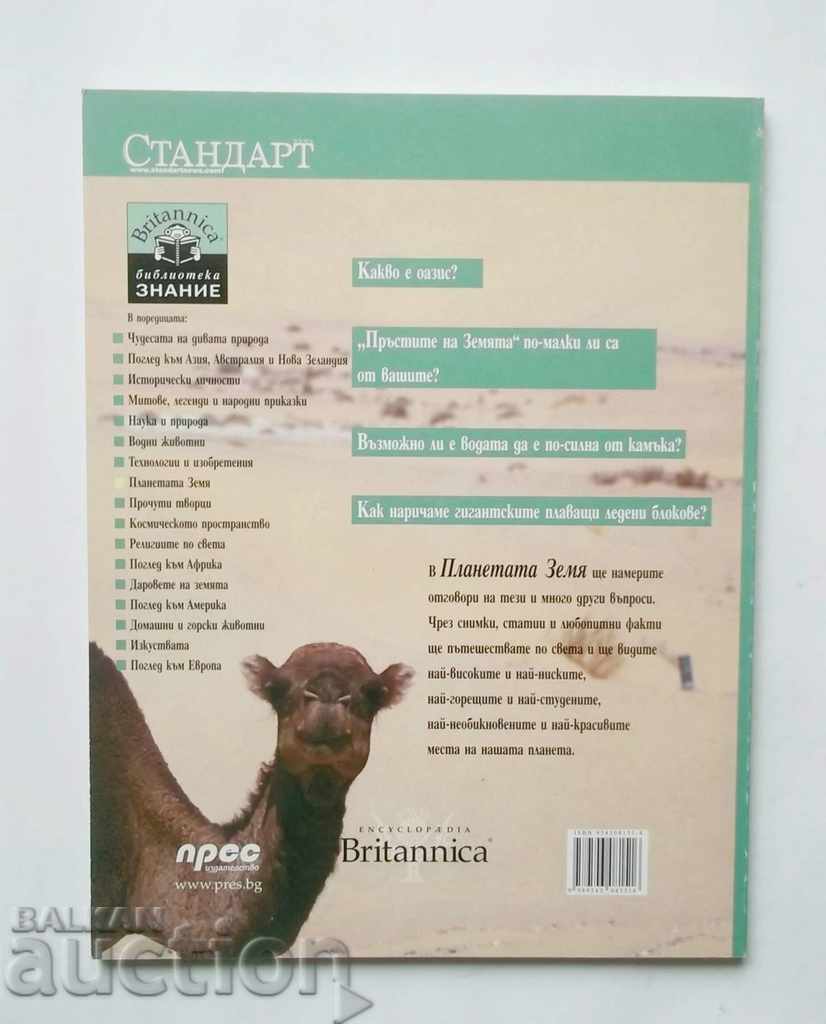 СТАНДАРТ
www.standartnews.com
Britannica
библиотека
ЗНАНИЕ
В поредицата:
Чудесата на дивата природа
Поглед към Азия, Австралия и Нова Зеландия
Исторически личности
Митове, легенди и народни приказки
Наука и природа
Водни животни
Технологии и изобретения
Планетата Земя
Прочути творци
Космическото пространство
Религиите по света
Поглед към Африка
Даровете на земята
Поглед към Америка
Домашни и горски животни
Изкуствата
Поглед към Европа
Какво е оазис?
„Пръстите на Земята“ по-малки ли са
от вашите?
Възможно ли е водата да е по-силна от камъка?
Как наричаме гигантските плаващи ледени блокове?
В Планетата Земя ще намерите
отговори на тези и много други въпроси.
Чрез снимки, статии и любопитни факти
ще пътешествате по света и ще видите
най-високите и най-ниските,
най-горещите и най-студените,
най-необикновените и най-красивите
места на нашата планета.
прес
издателство
www.pres.bg
ENCYCLOPÆDIA
Britannica®
ISBN
BALKAN
auction